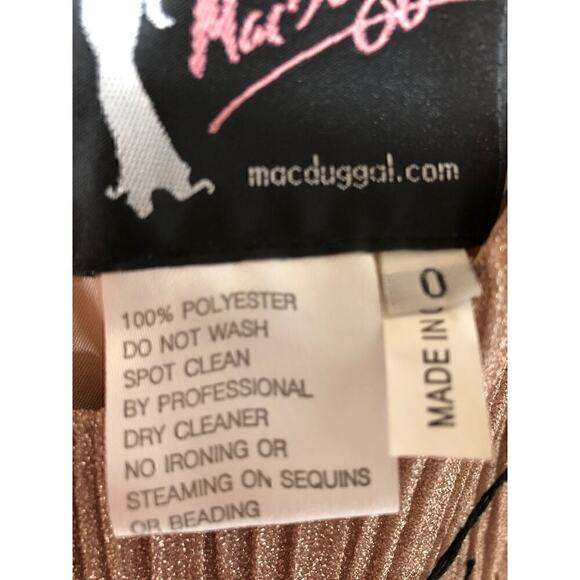 macduggal.com
100% POLYESTER
DO NOT WASH
SPOT CLEAN
BY PROFESSIONAL
DRY CLEANER
NO IRONING OR
STEAMING ON SEQUINS
OR BEADING
0
MADE IN